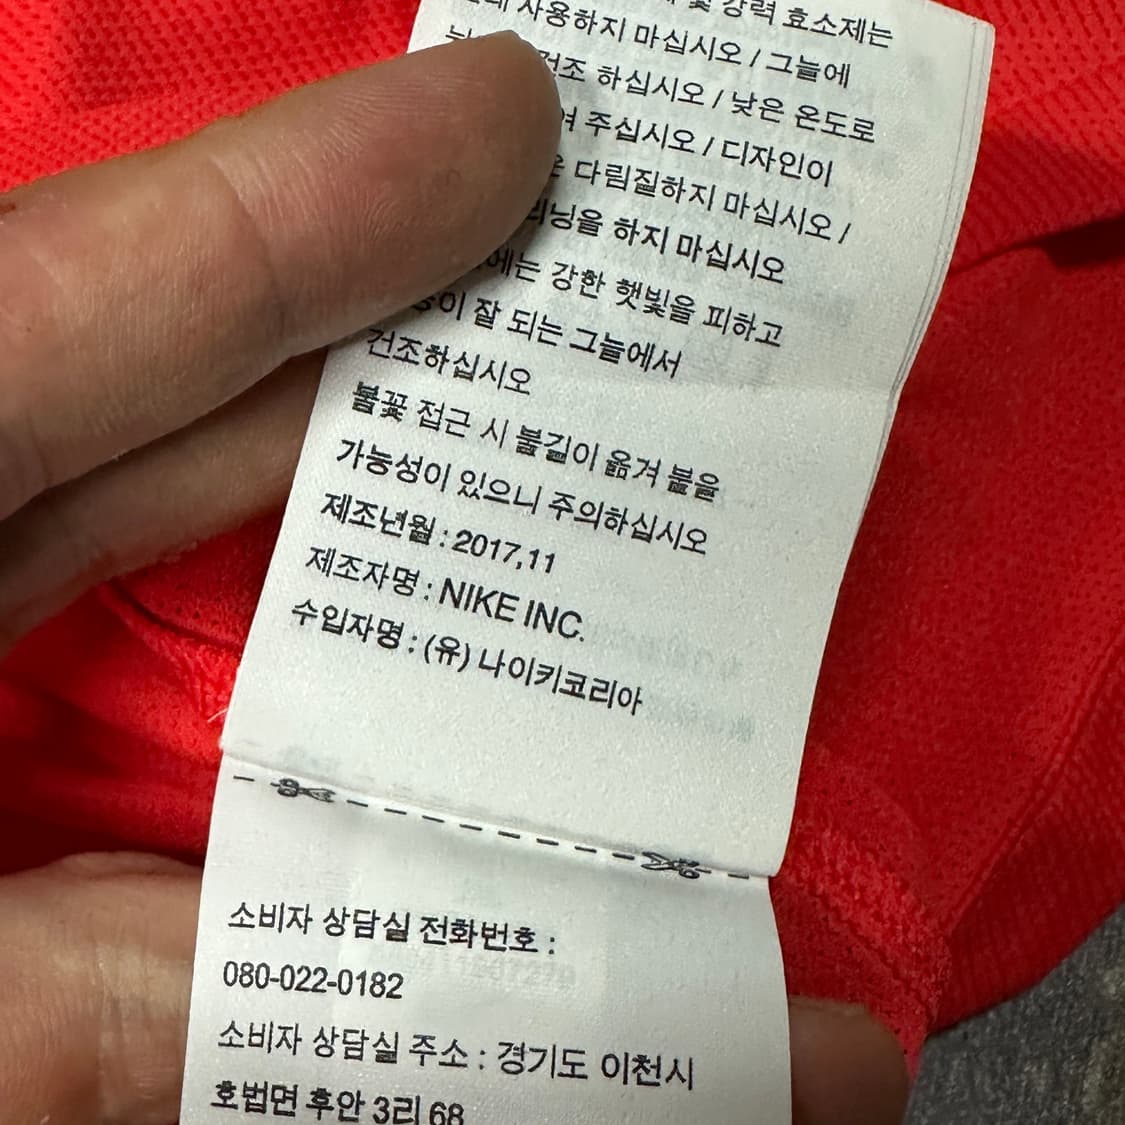 강력 효소제는
사용하지 마십시오 / 그늘에
건조 하십시오 / 낮은 온도로
주십시오 / 디자인이
다림질하지 마십시오 /
하지 마십시오
강한 햇빛을 피하고
잘 되는 그늘에서
건조하십시오
불꽃 접근 시 불길이 옮겨 붙을
가능성이 있으니 주의하십시오
제조년월 : 2017,11
제조자명 : NIKE INC.
수입자명 : (유) 나이키코리아
소비자 상담실 전화번호 :
080-022-0182
소비자 상담실 주소 : 경기도 이천시
호법면 후안 3리 68